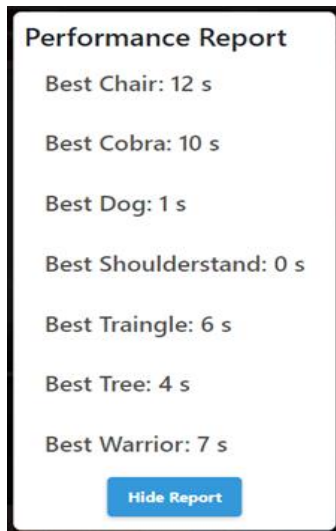 Performance Report
Best Chair: 12 s
Best Cobra: 10 s
Best Dog: 1 s
Best Shoulderstand: 0 s
Best Traingle: 6 s
Best Tree: 4 s
Best Warrior: 7 s
Hide Report